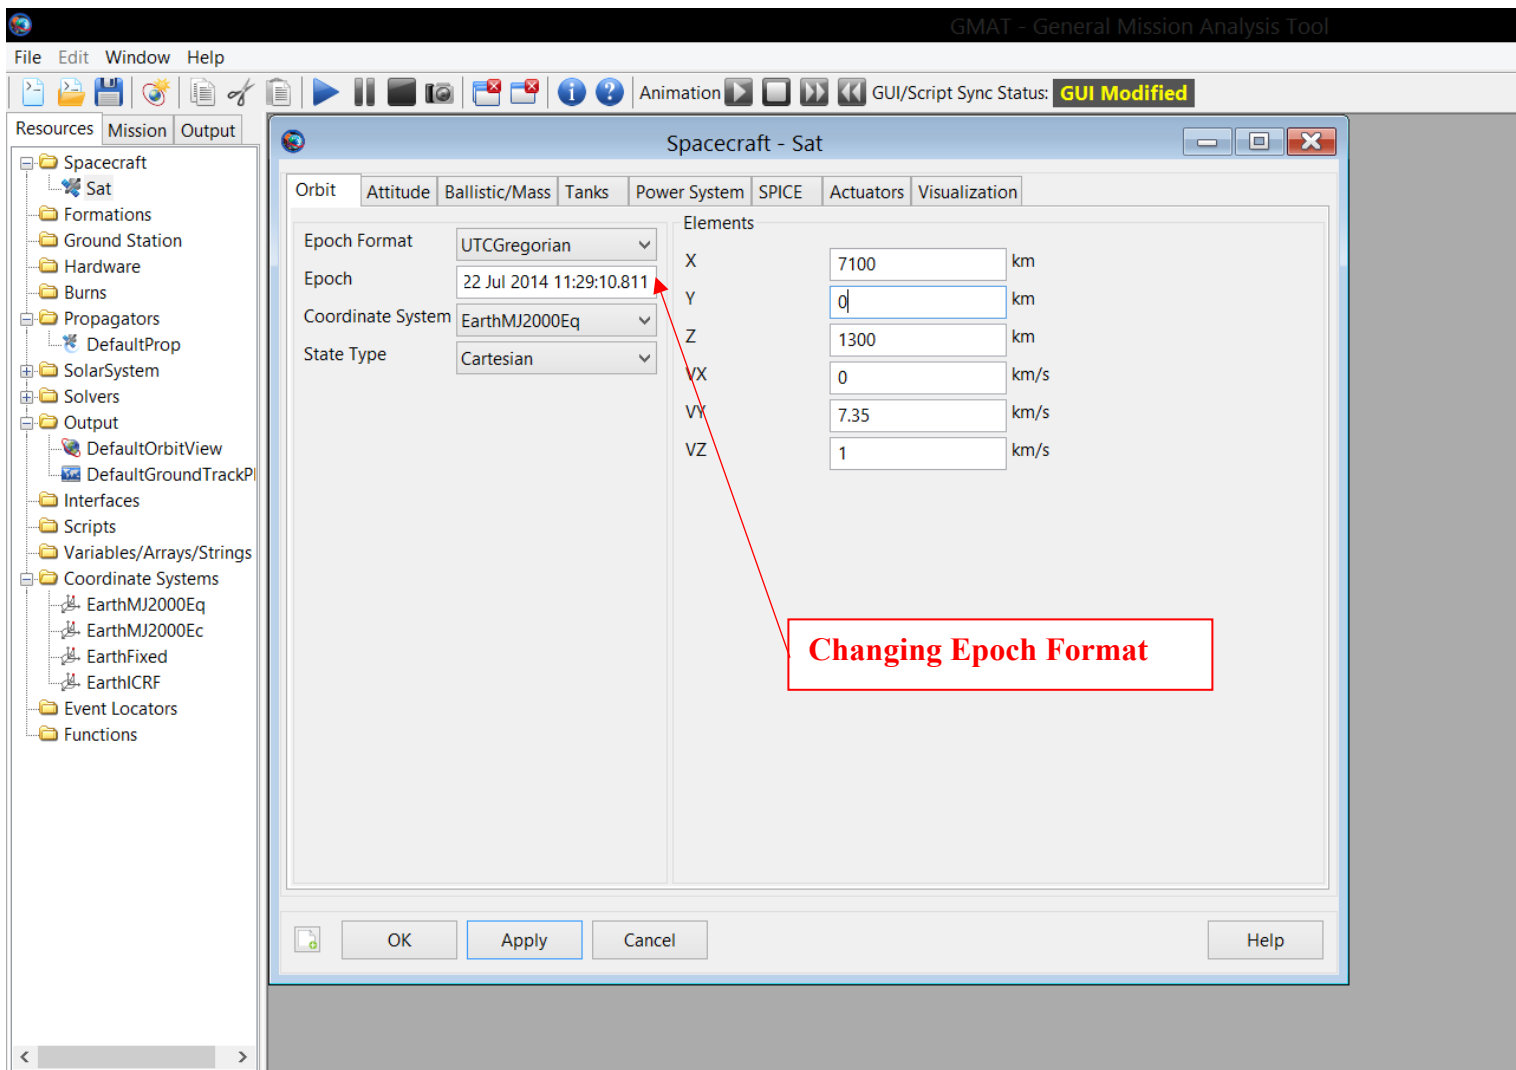 GMAT - General Mission Analysis Tool
File Edit Window Help
Animation GUI/Script Sync Status: GUI Modified
Resources Mission Output
Spacecraft
Sat
Formations
Ground Station
Hardware
Burns
Propagators
DefaultProp
SolarSystem
Solvers
Output
DefaultOrbitView
DefaultGroundTrackPl
Interfaces
Scripts
Variables/Arrays/Strings
Coordinate Systems
EarthMJ2000Eq
EarthMJ2000Ec
EarthFixed
EarthICRF
Event Locators
Functions
Spacecraft - Sat
Orbit Attitude Ballistic/Mass Tanks Power System SPICE Actuators Visualization
Epoch Format UTCGregorian
Epoch 22 Jul 2014 11:29:10.811
Coordinate System EarthMJ2000Eq
State Type Cartesian
Elements
X 7100 km
Y 0 km
Z 1300 km
VX 0 km/s
VY 7.35 km/s
VZ 1 km/s
Changing Epoch Format
OK Apply Cancel Help